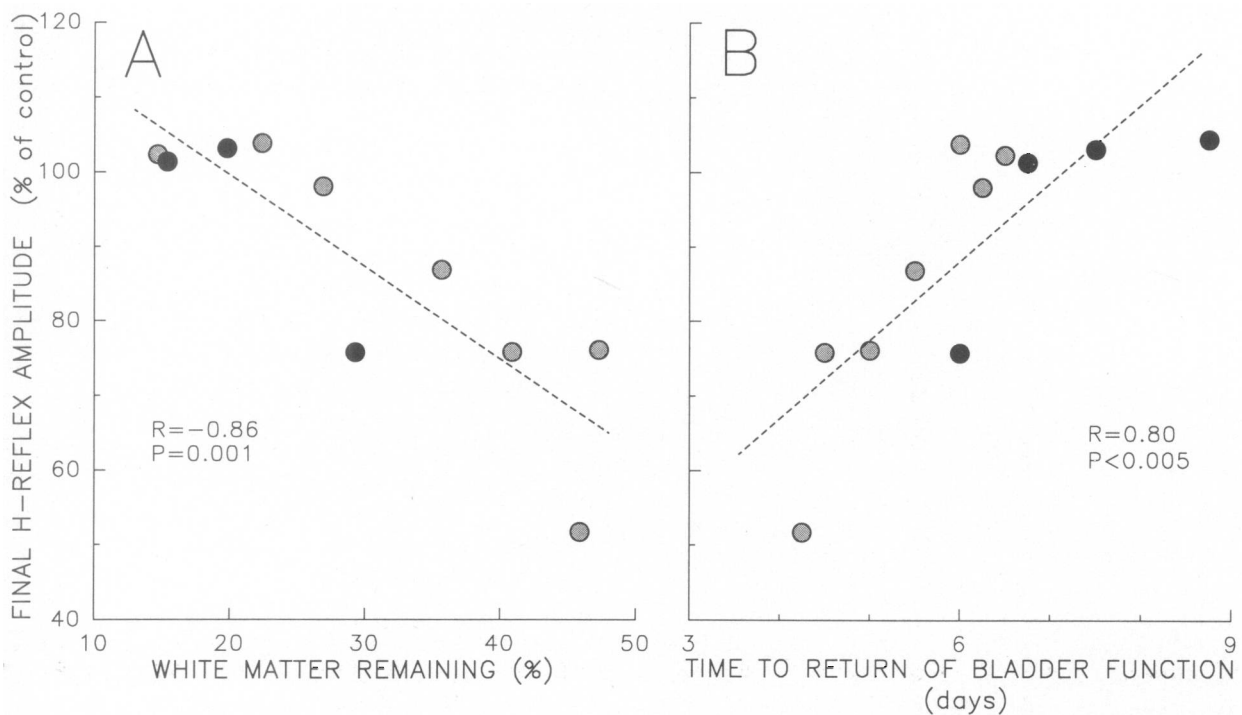 FINAL H-REFLEX AMPLITUDE (% of control)
120
100
80
60
40
A
R=-0.86
P=0.001
10 20 30 40 50
WHITE MATTER REMAINING (%)
B
R=0.80
P<0.005
3 6 9
TIME TO RETURN OF BLADDER FUNCTION
(days)